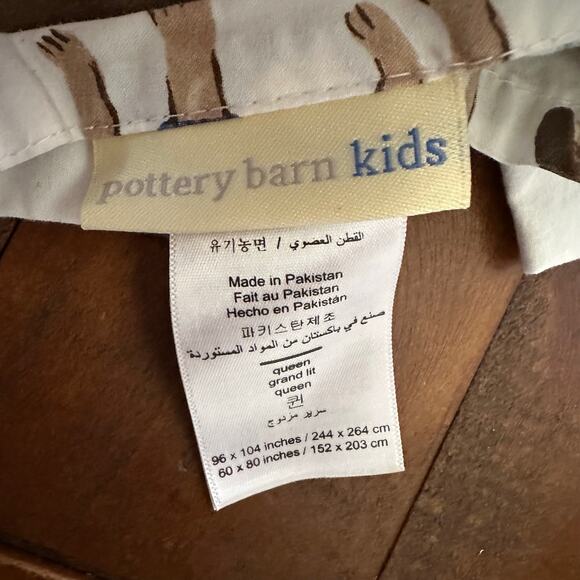 pottery barn kids
유기농면 / القطن العضوي
Made in Pakistan
Fait au Pakistan
Hecho en Pakistán
파키스탄제조
صنع في باكستان من المواد المستوردة
queen
grand lit
queen
퀸
سرير مزدوج
96 x 104 inches / 244 x 264 cm
60 x 80 inches / 152 x 203 cm